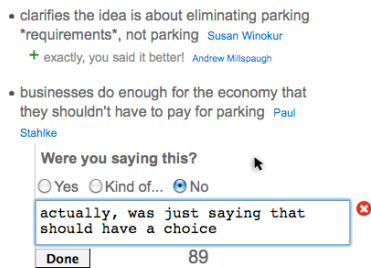 • clarifies the idea is about eliminating parking
*requirements*, not parking Susan Winokur
+ exactly, you said it better! Andrew Millspaugh
• businesses do enough for the economy that
they shouldn't have to pay for parking Paul
Stahlke
Were you saying this?
Yes Kind of... No
actually, was just saying that
should have a choice
Done 89